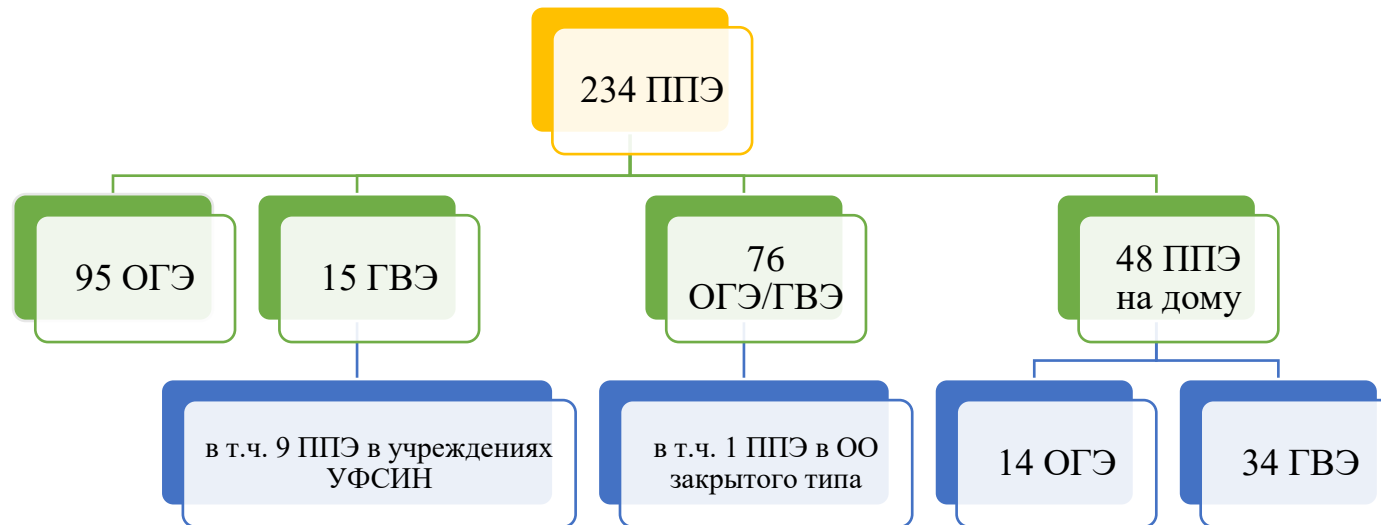 234 ППЭ
95 ОГЭ
15 ГВЭ
76
ОГЭ/ГВЭ
48 ППЭ
на дому
в т.ч. 9 ППЭ в учреждениях
УФСИН
в т.ч. 1 ППЭ в ОО
закрытого типа
14 ОГЭ
34 ГВЭ